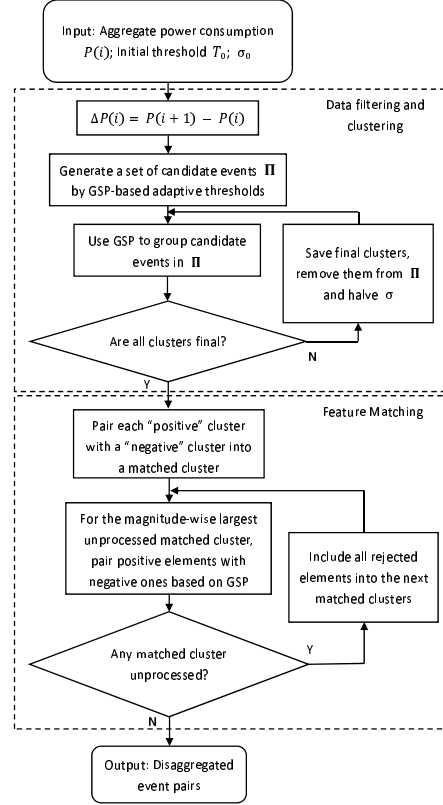 Input: Aggregate power consumption
P(i); Initial threshold T₀; σ₀
Data filtering and
clustering
ΔP(i) = P(i + 1) − P(i)
Generate a set of candidate events Π
by GSP-based adaptive thresholds
Use GSP to group candidate
events in Π
Save final clusters,
remove them from Π
and halve σ
Are all clusters final?
N
Y
Feature Matching
Pair each “positive” cluster
with a “negative” cluster into
a matched cluster
For the magnitude-wise largest
unprocessed matched cluster,
pair positive elements with
negative ones based on GSP
Include all rejected
elements into the next
matched clusters
Any matched cluster
unprocessed?
Y
N
Output: Disaggregated
event pairs